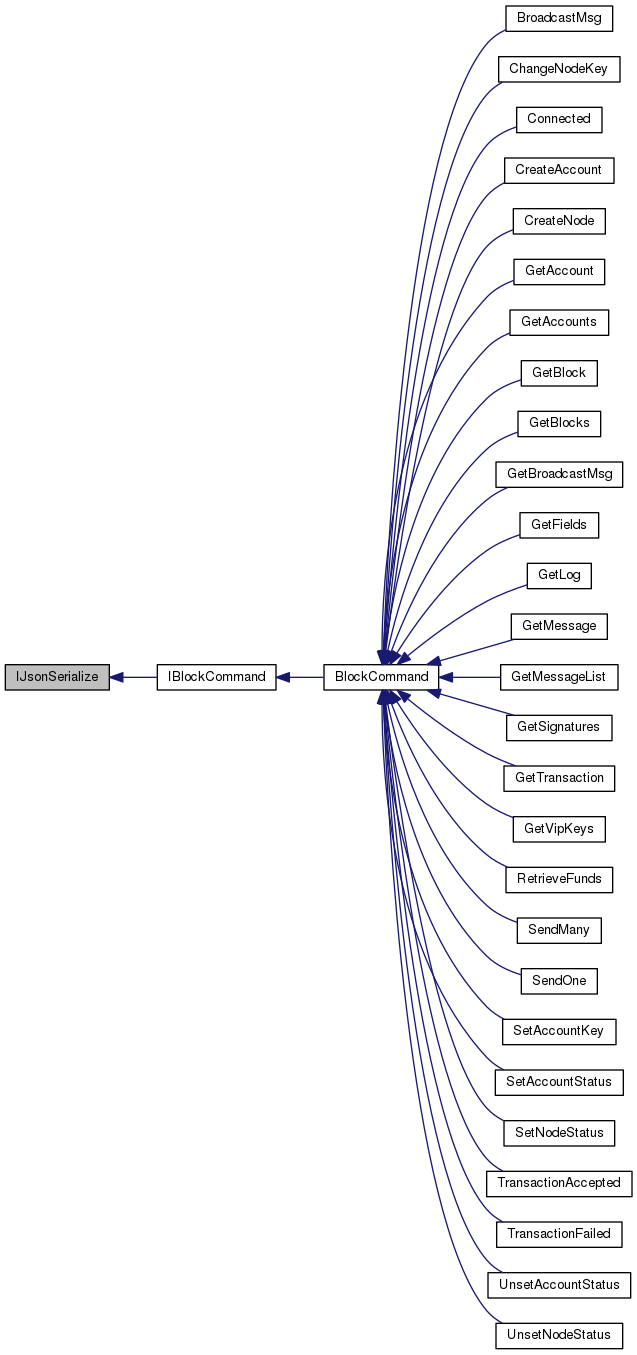 BroadcastMsg
ChangeNodeKey
Connected
CreateAccount
CreateNode
GetAccount
GetAccounts
GetBlock
GetBlocks
GetBroadcastMsg
GetFields
GetLog
GetMessage
IJsonSerialize
IBlockCommand
BlockCommand
GetMessageList
GetSignatures
GetTransaction
GetVipKeys
RetrieveFunds
SendMany
SendOne
SetAccountKey
SetAccountStatus
SetNodeStatus
TransactionAccepted
TransactionFailed
UnsetAccountStatus
UnsetNodeStatus